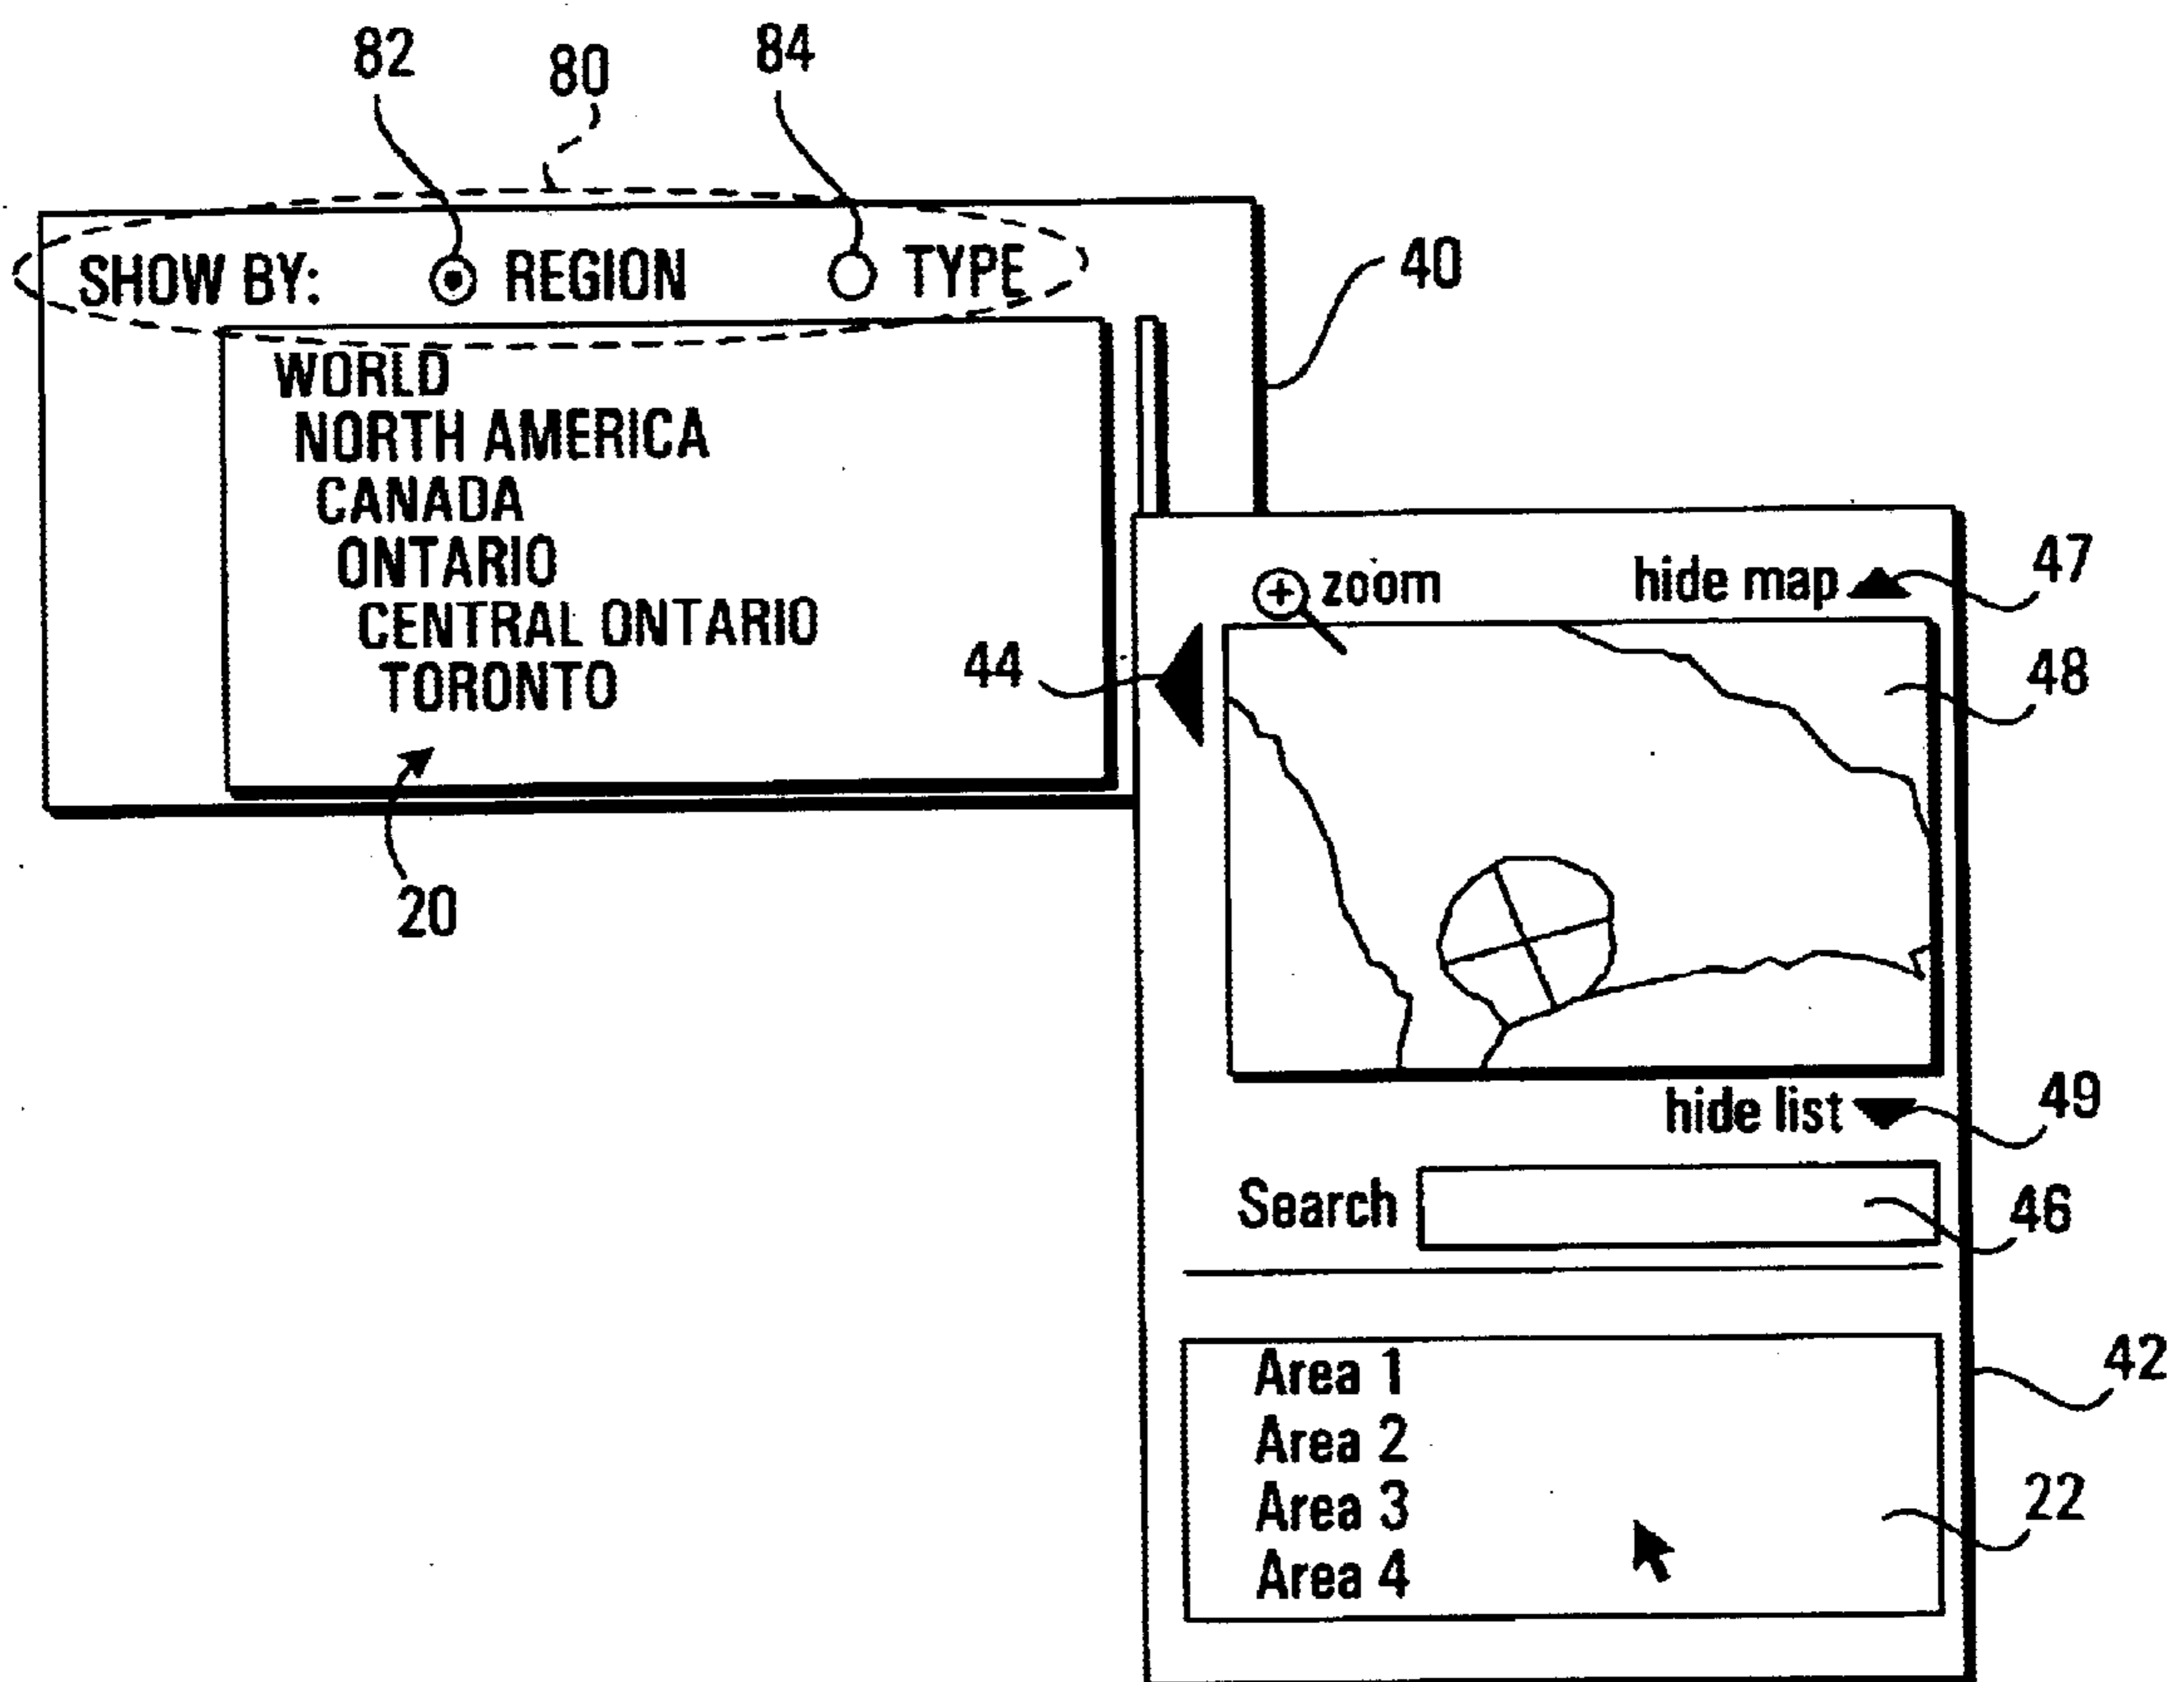 82 80 84
SHOW BY: REGION TYPE
40
WORLD
NORTH AMERICA
CANADA
ONTARIO
CENTRAL ONTARIO
TORONTO
20
zoom hide map 47
44
48
hide list 49
Search 46
42
Area 1
Area 2
Area 3
Area 4
22